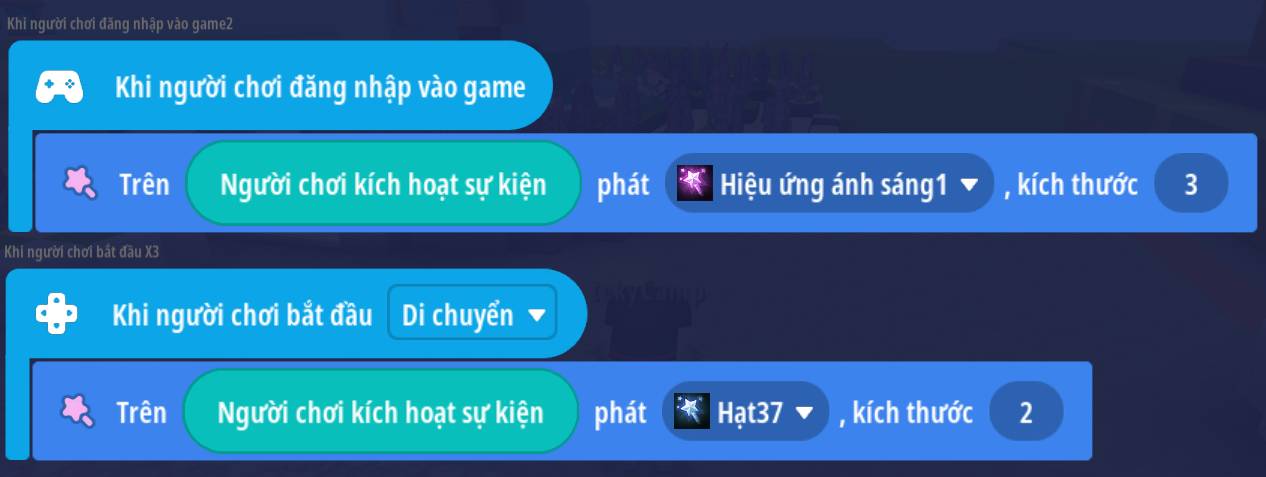 Khi người chơi đăng nhập vào game2
Khi người chơi đăng nhập vào game
Trên Người chơi kích hoạt sự kiện phát Hiệu ứng ánh sáng1 , kích thước 3
Khi người chơi bắt đầu X3
Khi người chơi bắt đầu Di chuyển
Trên Người chơi kích hoạt sự kiện phát Hạt37 , kích thước 2